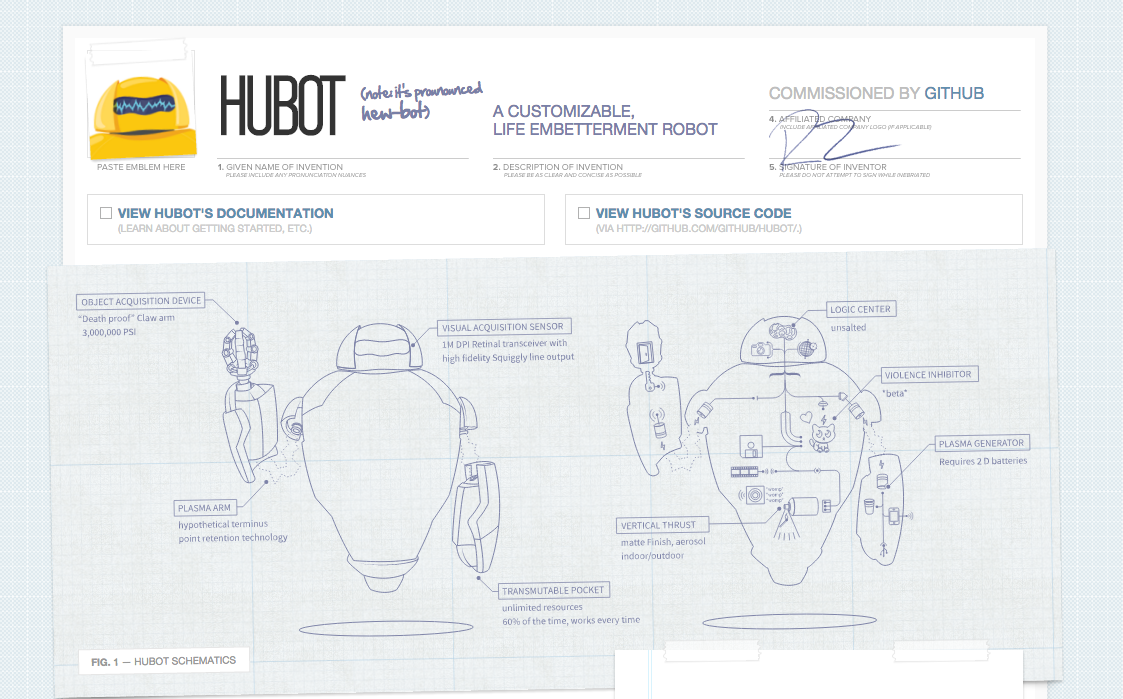 HUBOT
(note: it's pronounced
hew-bot)
A CUSTOMIZABLE,
LIFE EMBETTERMENT ROBOT
COMMISSIONED BY GITHUB
4. AFFILIATED COMPANY
(INCLUDE AFFILIATED COMPANY LOGO (IF APPLICABLE)
PASTE EMBLEM HERE
1. GIVEN NAME OF INVENTION
PLEASE INCLUDE ANY PRONUNCIATION NUANCES
2. DESCRIPTION OF INVENTION
PLEASE BE AS CLEAR AND CONCISE AS POSSIBLE
5. SIGNATURE OF INVENTOR
PLEASE DO NOT ATTEMPT TO SIGN WHILE INEBRIATED
VIEW HUBOT'S DOCUMENTATION
(LEARN ABOUT GETTING STARTED, ETC.)
VIEW HUBOT'S SOURCE CODE
(VIA HTTP://GITHUB.COM/GITHUB/HUBOT/.)
OBJECT ACQUISITION DEVICE
"Death proof" Claw arm
3,000,000 PSI
VISUAL ACQUISITION SENSOR
1M DPI Retinal transceiver with
high fidelity Squiggly line output
PLASMA ARM
hypothetical terminus
point retention technology
TRANSMUTABLE POCKET
unlimited resources
60% of the time, works every time
LOGIC CENTER
unsalted
VIOLENCE INHIBITOR
"beta"
PLASMA GENERATOR
Requires 2 D batteries
"womp"
"womp"
"womp"
VERTICAL THRUST
matte Finish, aerosol
indoor/outdoor
FIG. 1 — HUBOT SCHEMATICS